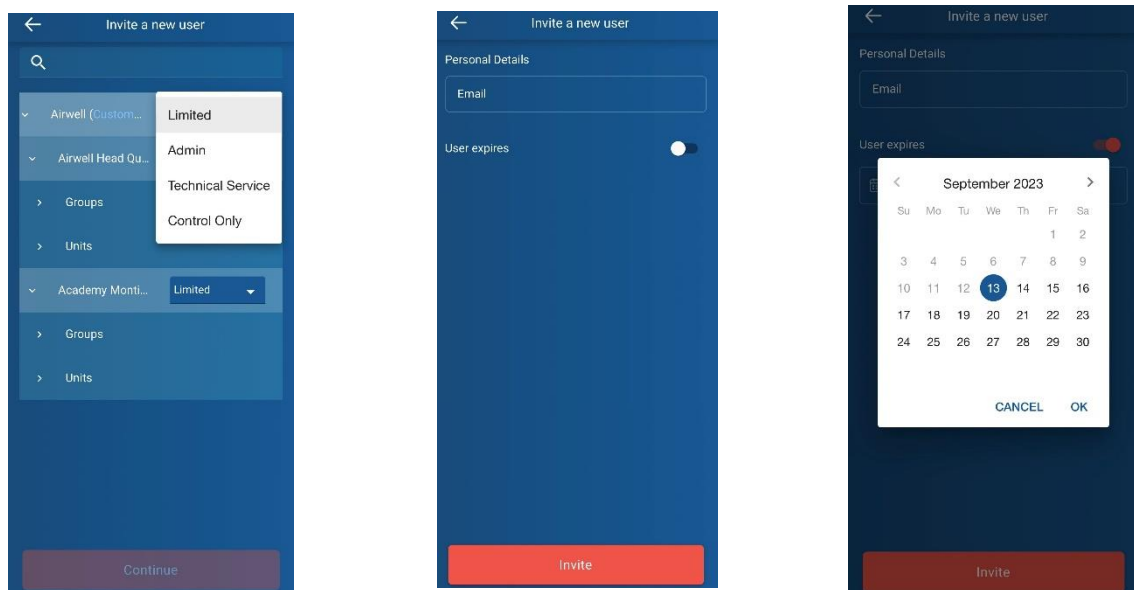 Invite a new user
Airwell (Custom...
Limited
Admin
Airwell Head Qu...
Technical Service
Groups
Control Only
Units
Academy Monti...
Limited
Groups
Units
Continue
Invite a new user
Personal Details
Email
User expires
Invite
Invite a new user
Personal Details
Email
User expires
September 2023
Su Mo Tu We Th Fr Sa
1 2
3 4 5 6 7 8 9
10 11 12 13 14 15 16
17 18 19 20 21 22 23
24 25 26 27 28 29 30
CANCEL OK
Invite